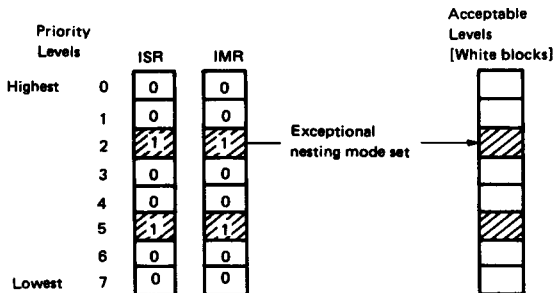 Priority
Levels
ISR IMR
Acceptable
Levels
[White blocks]
Highest 0 0 0
1 0 0
2 1 1
Exceptional
nesting mode set
3 0 0
4 0 0
5 1 1
6 0 0
Lowest 7 0 0